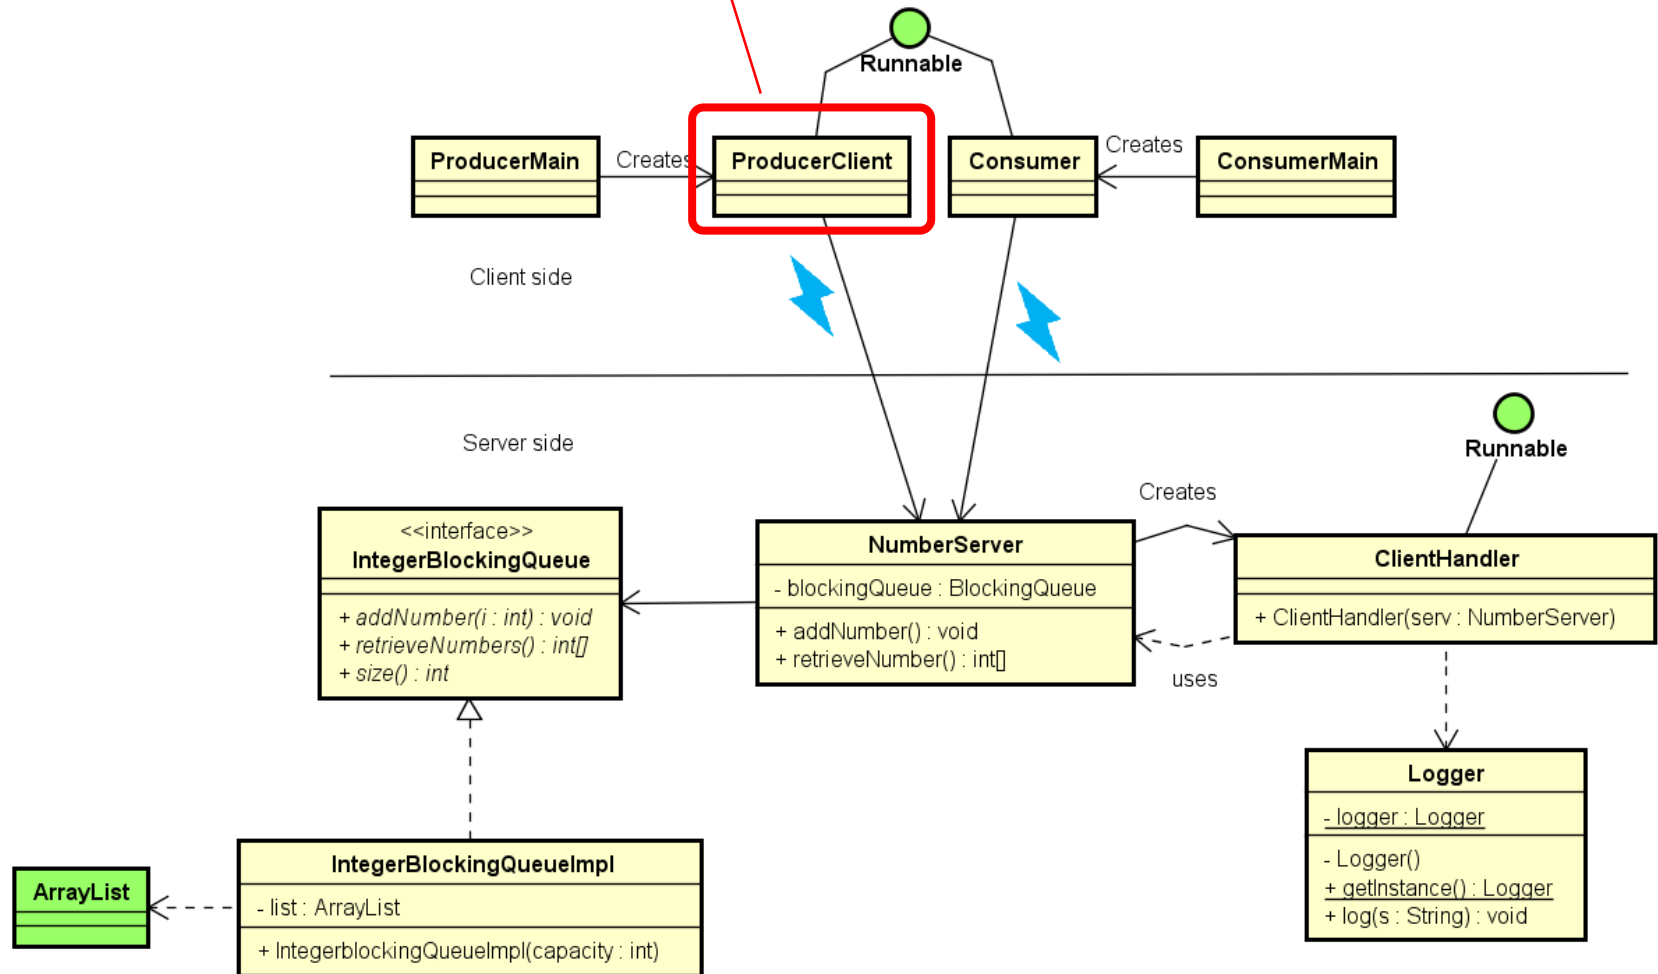 Runnable
ProducerMain
Creates
ProducerClient
Consumer
Creates
ConsumerMain
Client side
Server side
Runnable
<<interface>>
IntegerBlockingQueue
+ addNumber(i : int) : void
+ retrieveNumbers() : int[]
+ size() : int
NumberServer
- blockingQueue : BlockingQueue
+ addNumber() : void
+ retrieveNumber() : int[]
Creates
uses
ClientHandler
+ ClientHandler(serv : NumberServer)
Logger
- logger : Logger
- Logger()
+ getInstance() : Logger
+ log(s : String) : void
ArrayList
IntegerBlockingQueueImpl
- list : ArrayList
+ IntegerblockingQueueImpl(capacity : int)